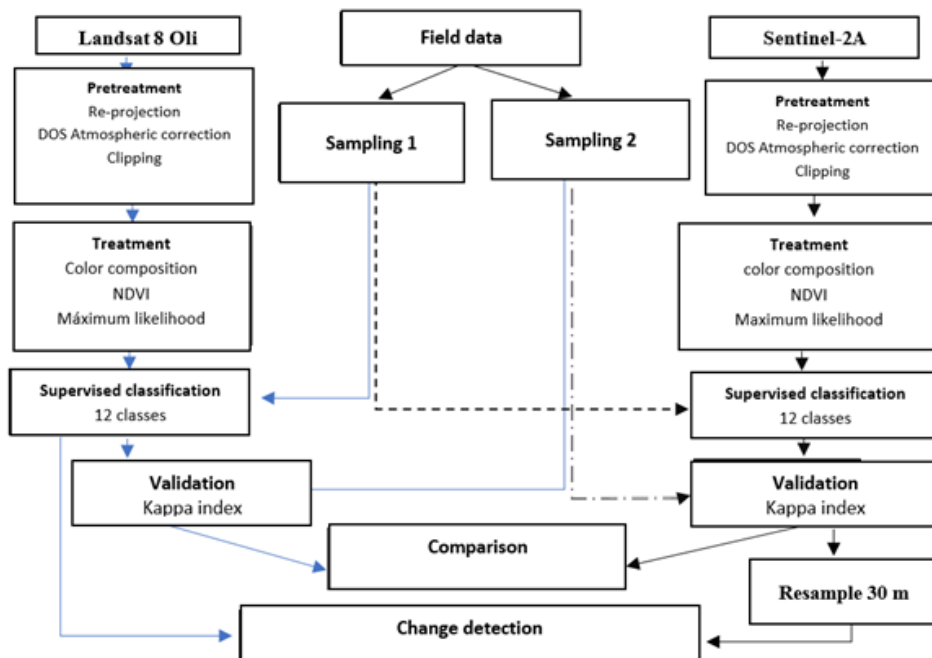 Landsat 8 Oli
Field data
Sentinel-2A
Pretreatment
Re-projection
DOS Atmospheric correction
Clipping
Sampling 1
Sampling 2
Pretreatment
Re-projection
DOS Atmospheric correction
Clipping
Treatment
Color composition
NDVI
Máximum likelihood
Treatment
color composition
NDVI
Maximum likelihood
Supervised classification
12 classes
Supervised classification
12 classes
Validation
Kappa index
Validation
Kappa index
Comparison
Resample 30 m
Change detection